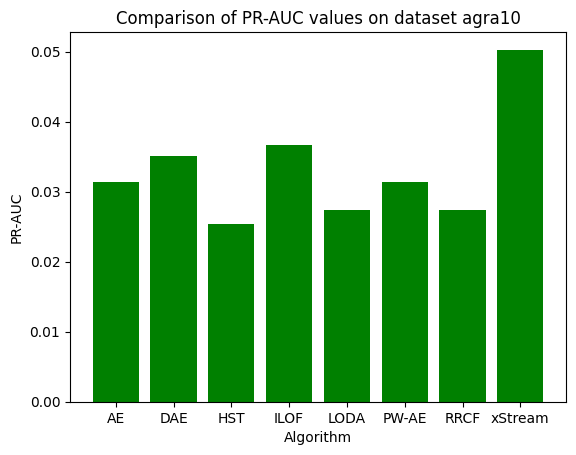 Comparison of PR-AUC values on dataset agra10
0.05
0.04
0.03
0.02
0.01
0.00
PR-AUC
AE DAE HST ILOF LODA PW-AE RRCF xStream
Algorithm